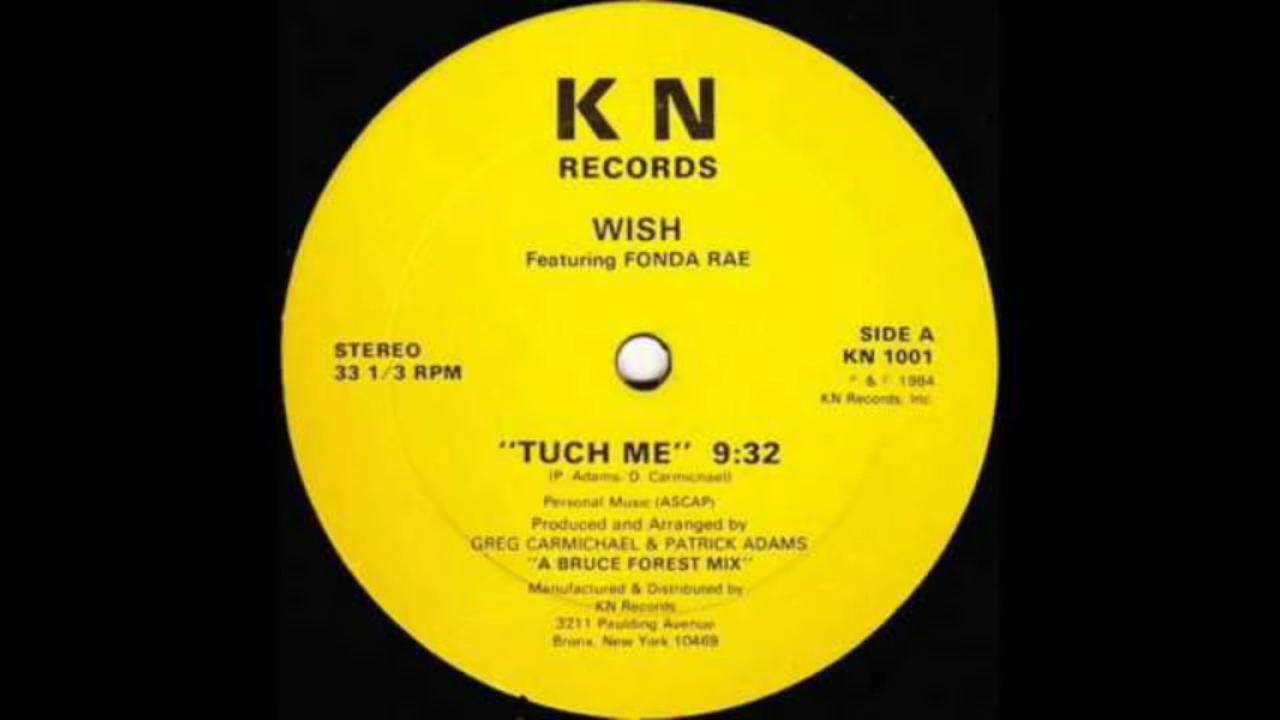 K N
RECORDS
WISH
Featuring FONDA RAE
STEREO
33 1/3 RPM
SIDE A
KN 1001
& 1984
KN Records, Inc.
"TUCH ME" 9:32
(P. Adams/D. Carmichael)
Personal Music (ASCAP)
Produced and Arranged by
GREG CARMICHAEL & PATRICK ADAMS
"A BRUCE FOREST MIX"
Manufactured & Distributed by
KN Records
3211 Paulding Avenue
Bronx, New York 10469